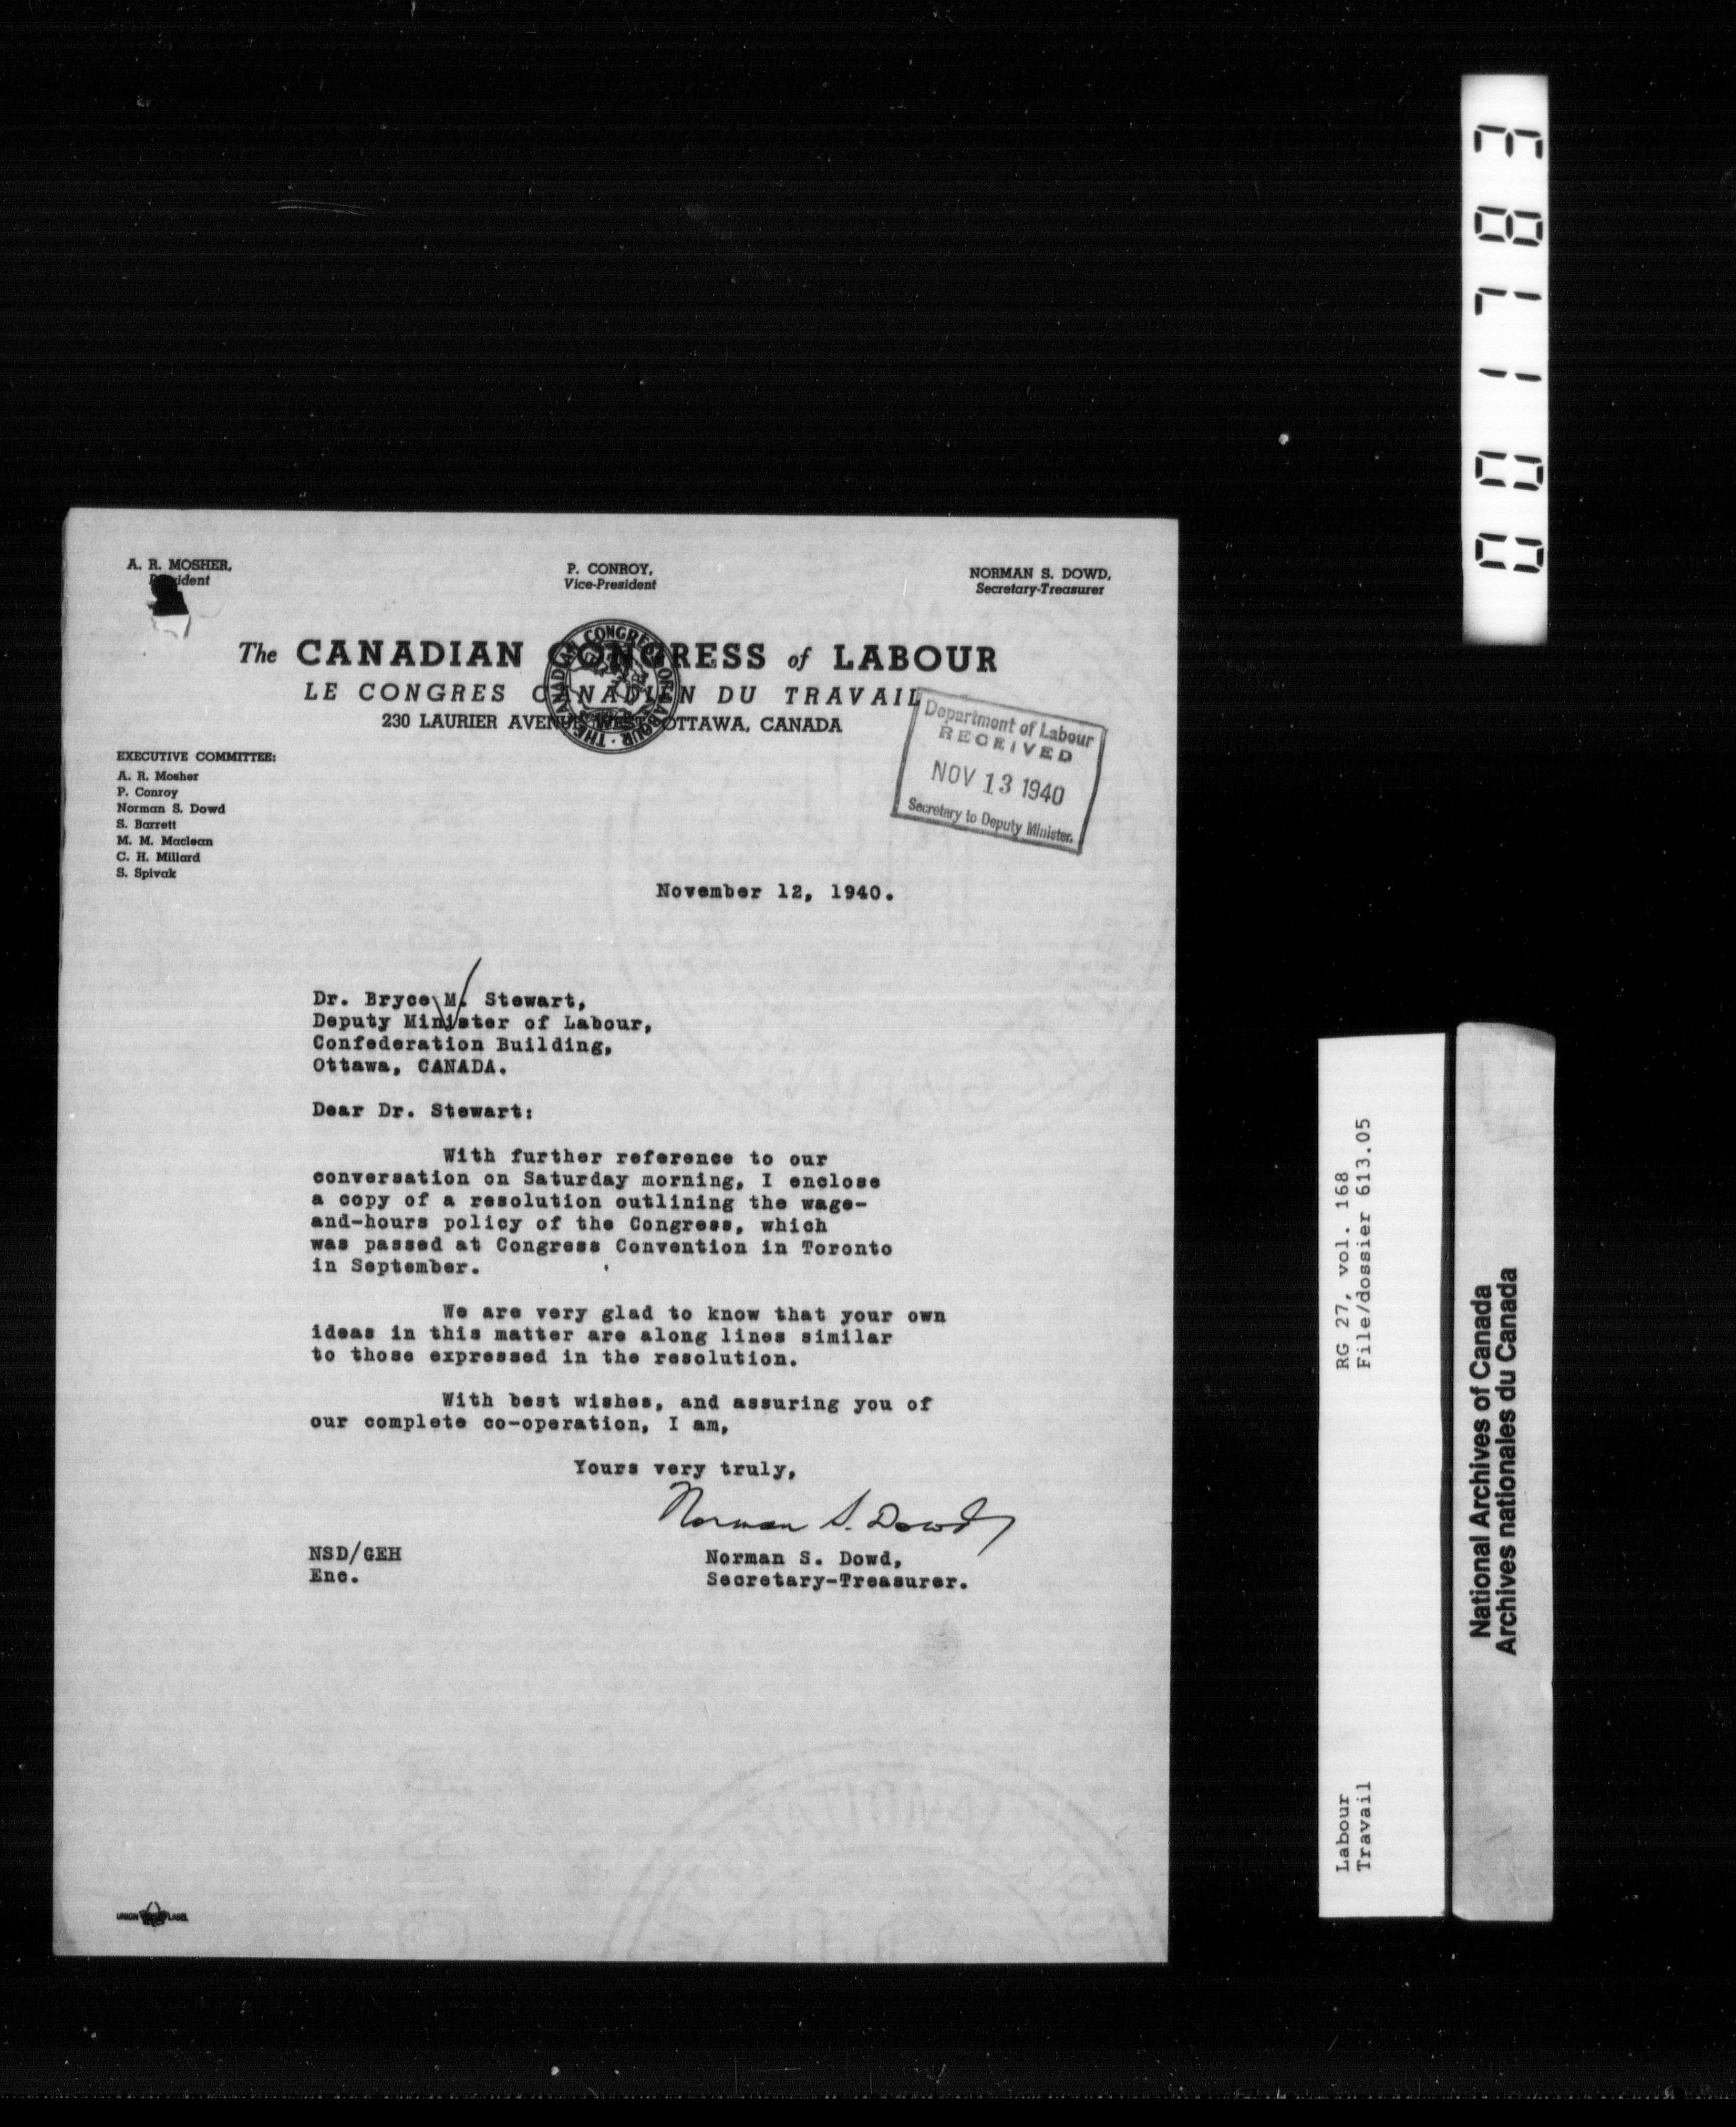 A. R. MOSHER,
President
P. CONROY,
Vice-President
NORMAN S. DOWD,
Secretary-Treasurer
The CANADIAN CONGRESS of LABOUR
LE CONGRES CANADIEN DU TRAVAIL
230 LAURIER AVENUE WEST, OTTAWA, CANADA
THE CANADIAN CONGRESS OF LABOUR
Department of Labour
RECEIVED
NOV 13 1940
Secretary to Deputy Minister.
EXECUTIVE COMMITTEE:
A. R. Mosher
P. Conroy
Norman S. Dowd
S. Barrett
M. M. Maclean
C. H. Millard
S. Spivak
November 12, 1940.
Dr. Bryce M. Stewart,
Deputy Minister of Labour,
Confederation Building,
Ottawa, CANADA.
Dear Dr. Stewart:
With further reference to our
conversation on Saturday morning, I enclose
a copy of a resolution outlining the wage-
and-hours policy of the Congress, which
was passed at Congress Convention in Toronto
in September.
We are very glad to know that your own
ideas in this matter are along lines similar
to those expressed in the resolution.
With best wishes, and assuring you of
our complete co-operation, I am,
Yours very truly,
Norman S. Dowd
NSD/GEH
Enc.
Norman S. Dowd,
Secretary-Treasurer.
UNION LABEL
001783
RG 27, vol. 168
File/dossier 613.05
Labour
Travail
National Archives of Canada
Archives nationales du Canada